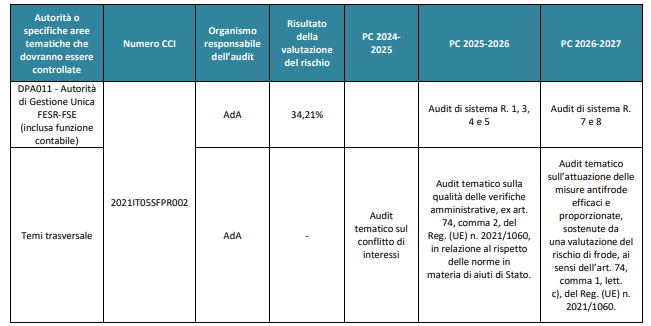 Autorità o
specifiche aree
tematiche che
dovranno essere
controllate
Numero CCI
Organismo
responsabile
dell'audit
Risultato
della
valutazione
del rischio
PC 2024-
2025
PC 2025-2026
PC 2026-2027
DPA011 - Autorità
di Gestione Unica
FESR-FSE
(inclusa funzione
contabile)
2021IT05SFPR002
AdA
34,21%
Audit di sistema R. 1, 3,
4 e 5
Audit di sistema R.
7 e 8
Temi trasversale
AdA
-
Audit
tematico sul
conflitto di
interessi
Audit tematico sulla
qualità delle verifiche
amministrative, ex art.
74, comma 2, del
Reg. (UE) n. 2021/1060,
in relazione al rispetto
delle norme in
materia di aiuti di Stato.
Audit tematico
sull'attuazione delle
misure antifrode
efficaci e
proporzionate,
sostenute da
una valutazione del
rischio di frode, ai
sensi dell'art. 74,
comma 1, lett.
c), del Reg. (UE) n.
2021/1060.